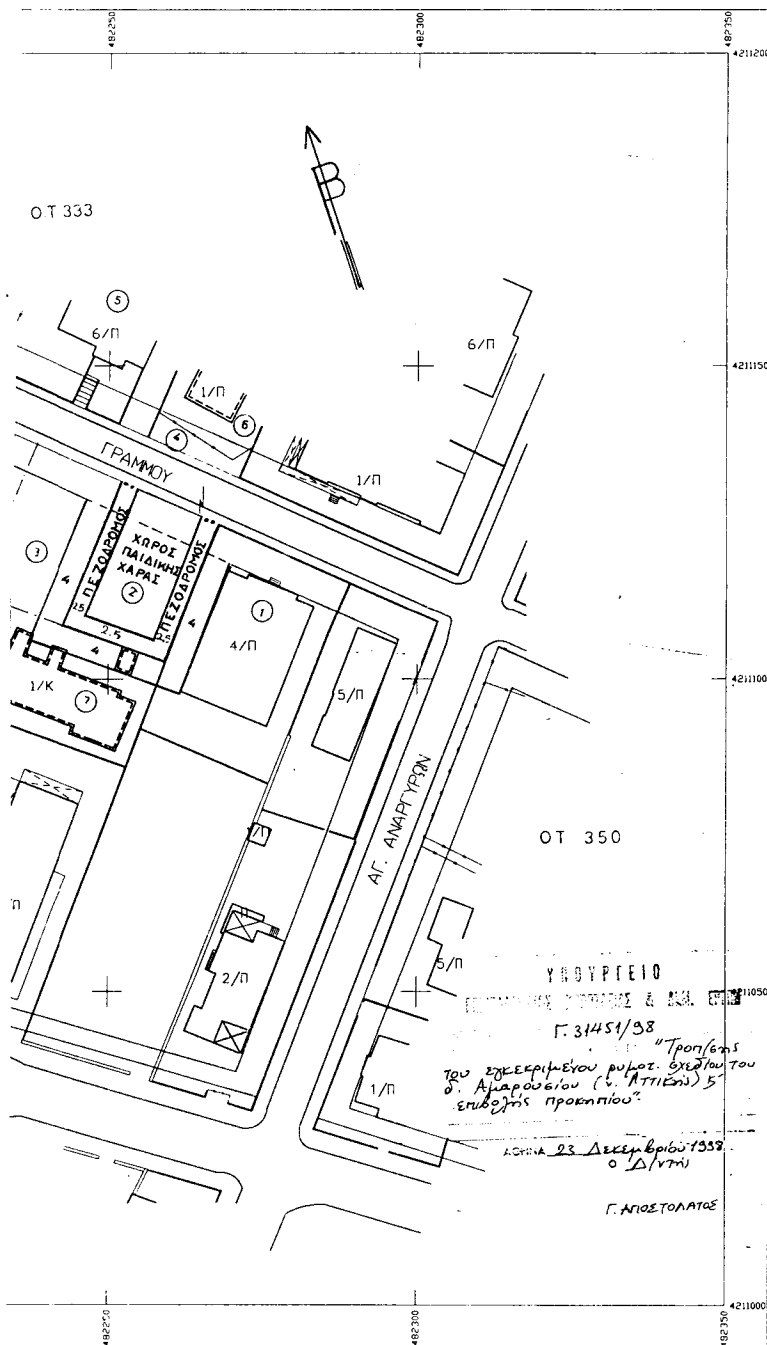 482250
482300
482350
4211200
Β
Ο.Τ 333
5
6/Π
6/Π
4211150
1/Π
6
4
ΓΡΑΜΜΟΥ
1/Π
ΠΕΖΟΔΡΟΜΟΣ
ΧΩΡΟΣ
ΠΑΙΔΙΚΗΣ
ΧΑΡΑΣ
ΠΕΖΟΔΡΟΜΟΣ
3
2
4
1
2.5
2.5
2.5
4
4
4/Π
1/Κ
7
5/Π
4211100
ΑΓ. ΑΝΑΡΓΥΡΩΝ
ΟΤ 350
/Π
Π
2/Π
5/Π
ΥΠΟΥΡΓΕΙΟ
4211050
Γ.31451/98
"Τροπ/σης
του εγκεκριμένου ρυμοτ. σχεδίου του
δ. Αμαρουσίου (ν. Αττικής) &
επιβολής προκηπίου".
1/Π
ΑΘΗΝΑ 23 Δεκεμβρίου 1998
Ο Δ/ντής
Γ. ΑΠΟΣΤΟΛΑΤΟΣ
4211000
482250
482300
482350